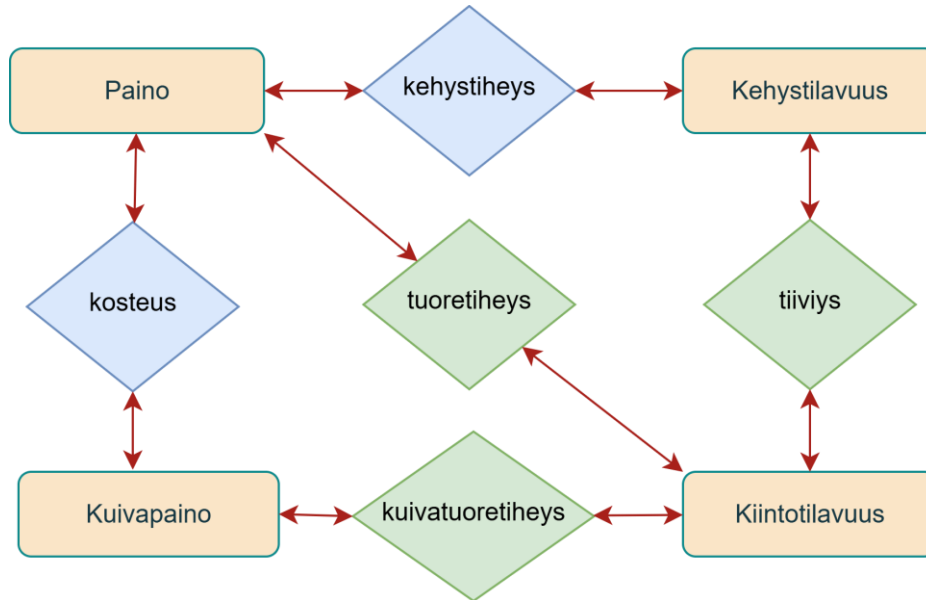 Paino
kehystiheys
Kehystilavuus
kosteus
tuoretiheys
tiiviys
Kuivapaino
kuivatuoretiheys
Kiintotilavuus